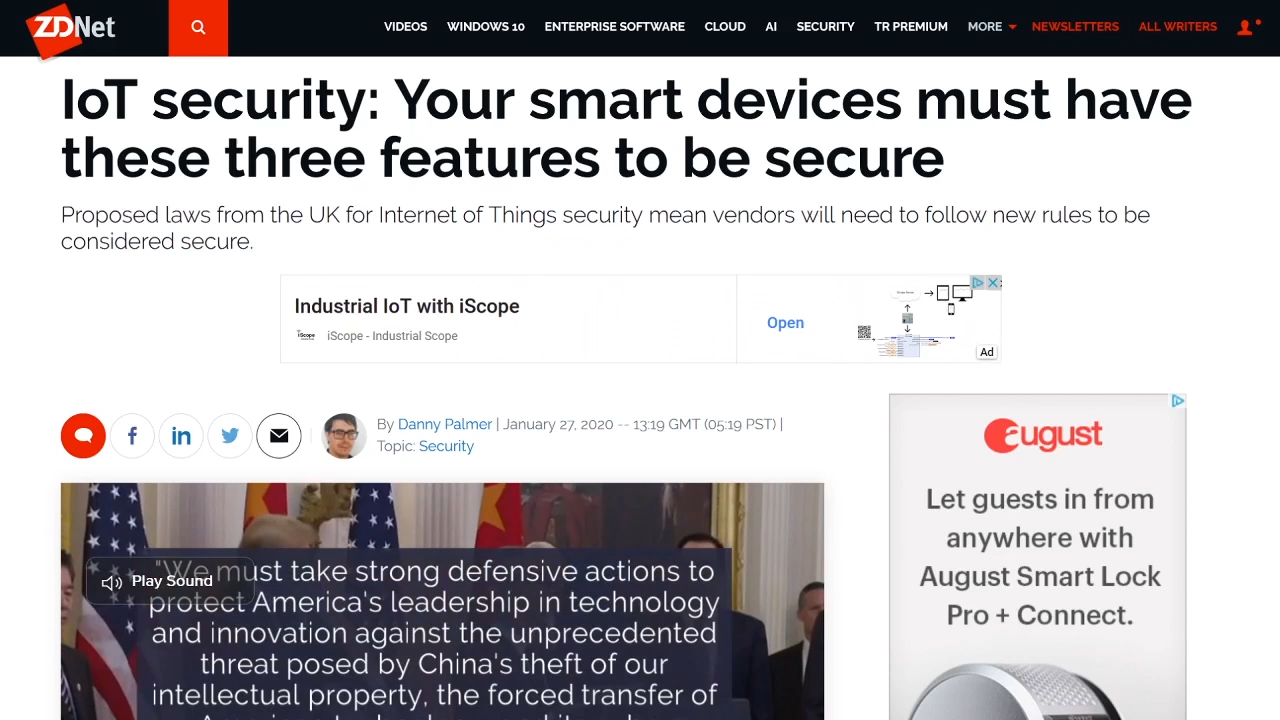 ZDNet
VIDEOS WINDOWS 10 ENTERPRISE SOFTWARE CLOUD AI SECURITY TR PREMIUM MORE NEWSLETTERS ALL WRITERS
IoT security: Your smart devices must have
these three features to be secure
Proposed laws from the UK for Internet of Things security mean vendors will need to follow new rules to be
considered secure.
Industrial IoT with iScope
iScope
iScope - Industrial Scope
Open
Ad
in
By Danny Palmer | January 27, 2020 -- 13:19 GMT (05:19 PST) |
Topic: Security
Play Sound
"We must take strong defensive actions to
protect America's leadership in technology
and innovation against the unprecedented
threat posed by China's theft of our
intellectual property, the forced transfer of
august
Let guests in from
anywhere with
August Smart Lock
Pro + Connect.